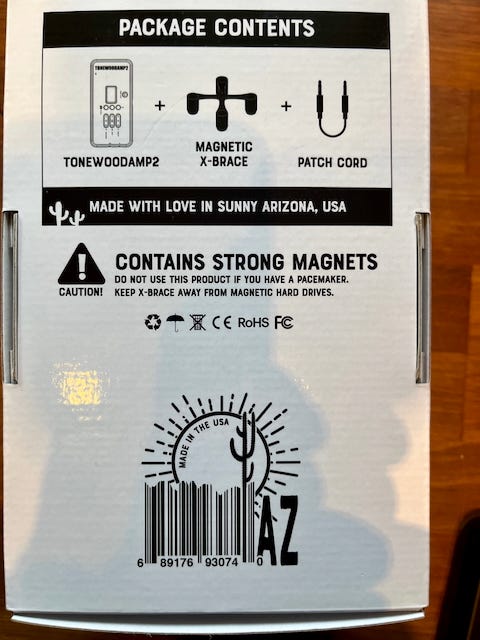 PACKAGE CONTENTS
TONEWOODAMP2
+
+
TONEWOODAMP2
MAGNETIC
X-BRACE
PATCH CORD
MADE WITH LOVE IN SUNNY ARIZONA, USA
CONTAINS STRONG MAGNETS
DO NOT USE THIS PRODUCT IF YOU HAVE A PACEMAKER.
KEEP X-BRACE AWAY FROM MAGNETIC HARD DRIVES.
CAUTION!
CE RoHS FC
MADE IN THE USA
AZ
6 89176 93074 0